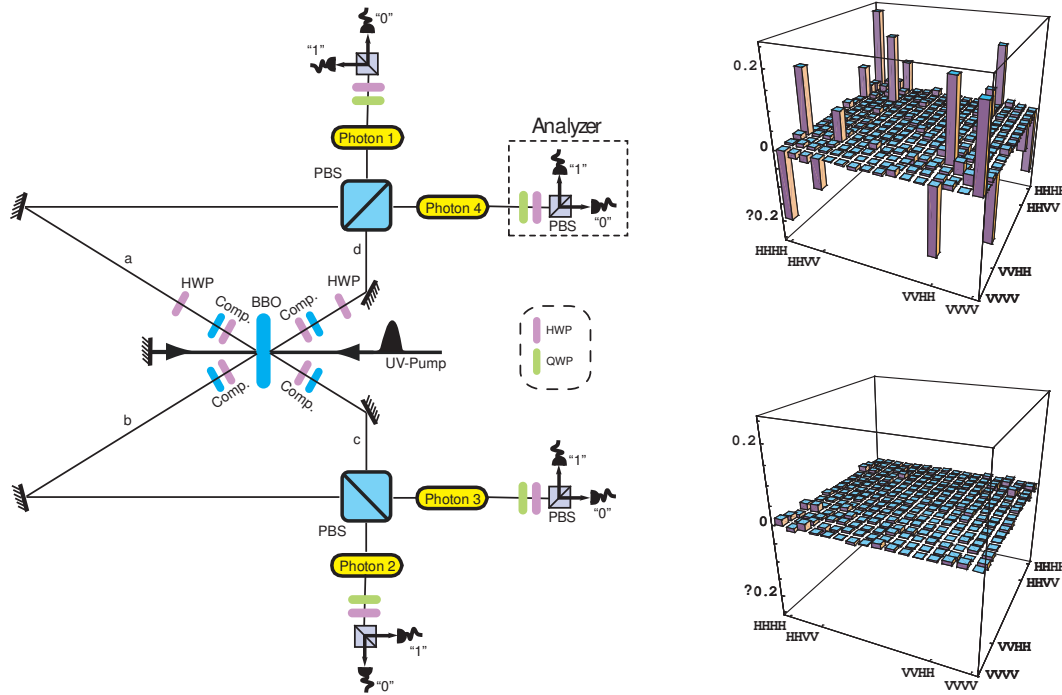 "0"
"1"
Photon 1
PBS
Photon 4
Analyzer
"1"
PBS
"0"
a
d
HWP
Comp.
BBO
Comp.
HWP
UV-Pump
Comp.
Comp.
b
c
HWP
QWP
PBS
Photon 3
"1"
PBS
"0"
Photon 2
"1"
"0"
0.2
0
?0.2
HHHH
HHVV
VVHH
VVVV
HHHH
HHVV
VVHH
VVVV
0.2
0
?0.2
HHHH
HHVV
VVHH
VVVV
HHHH
HHVV
VVHH
VVVV